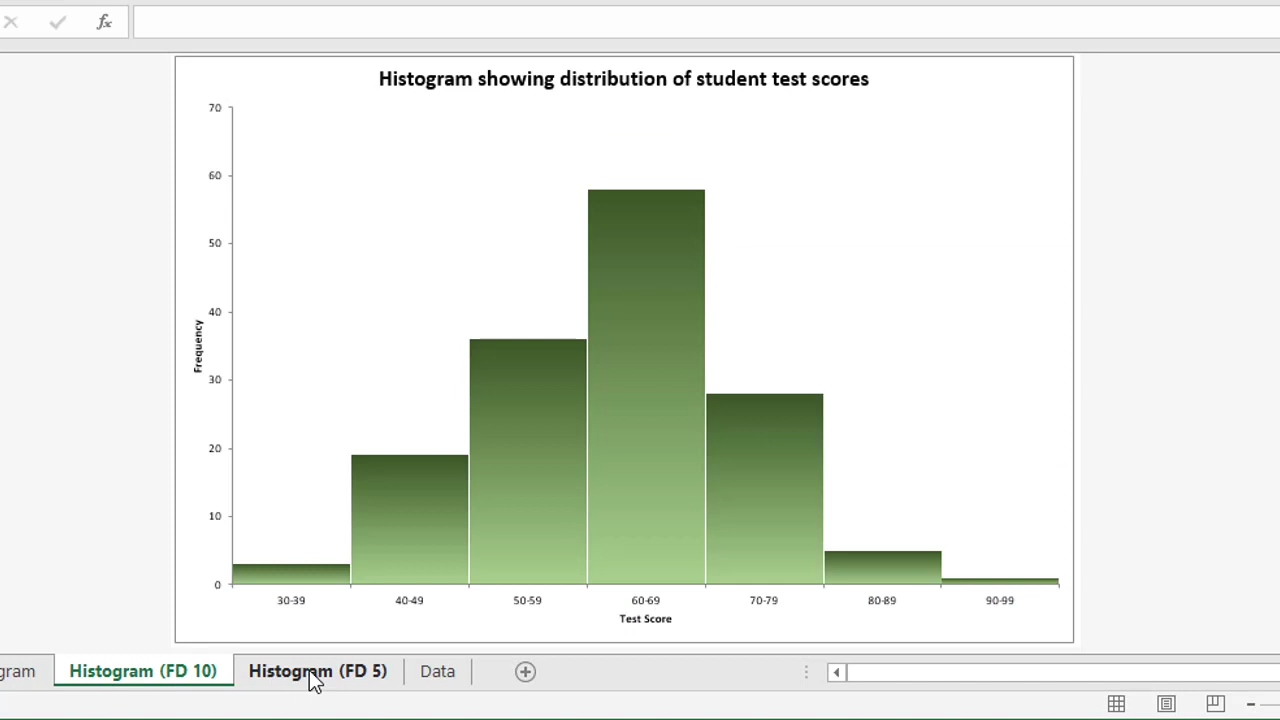 fx
Histogram showing distribution of student test scores
70
60
50
40
30
20
10
0
Frequency
30-39 40-49 50-59 60-69 70-79 80-89 90-99
Test Score
gram Histogram (FD 10) Histogram (FD 5) Data